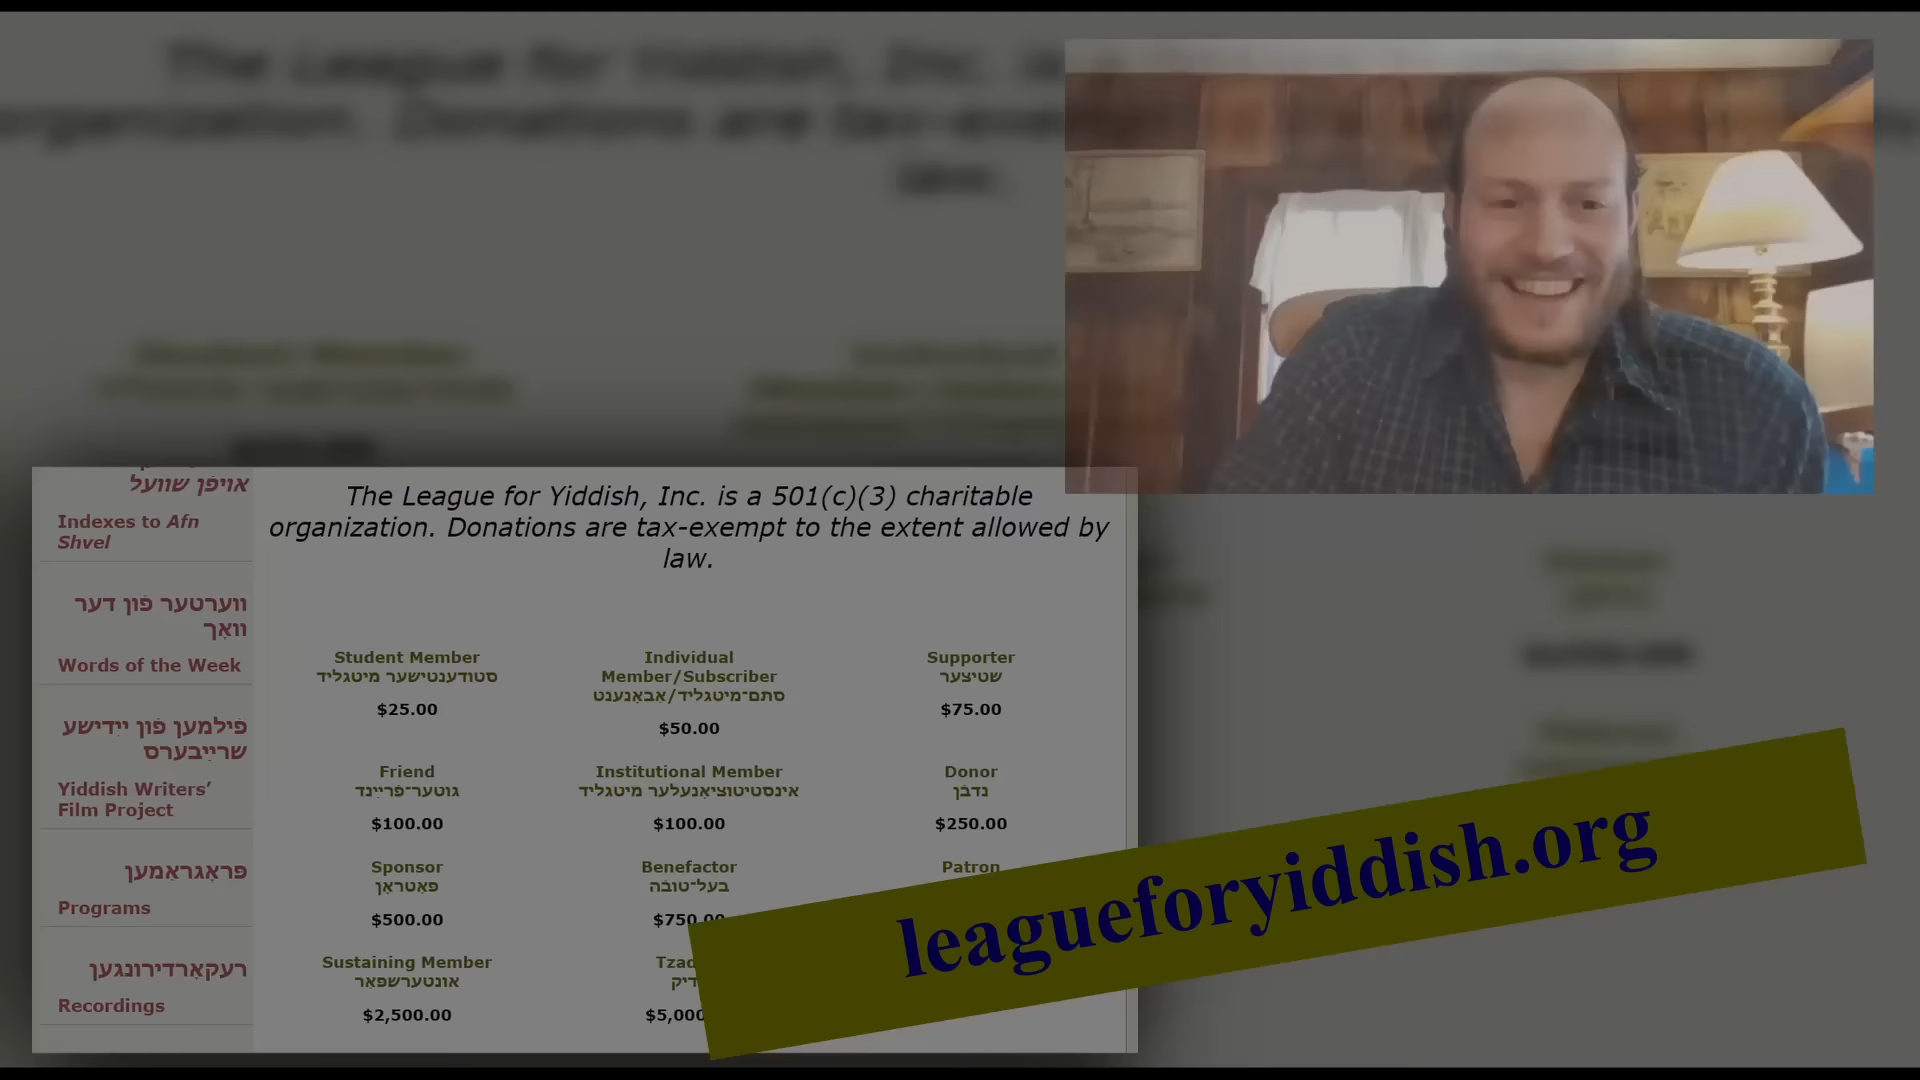 אויפֿן שוועל
Indexes to Afn
Shvel
ווערטער פֿון דער
וואָך
Words of the Week
פֿילמען פֿון ייִדישע
שרײַבערס
Yiddish Writers’
Film Project
פּראָגראַמען
Programs
רעקאָרדירונגען
Recordings
The League for Yiddish, Inc. is a 501(c)(3) charitable
organization. Donations are tax-exempt to the extent allowed by
law.
Student Member
סטודענטישער מיטגליד
$25.00
Individual
Member/Subscriber
סתּם־מיטגליד/אַבאָנענט
$50.00
Supporter
שטיצער
$75.00
Friend
גוטער־פֿרײַנד
$100.00
Institutional Member
אינסטיטוציאָנעלער מיטגליד
$100.00
Donor
נדבֿן
$250.00
Sponsor
פּאַטראָן
$500.00
Benefactor
בעל־טובֿה
$750.00
Patron
Sustaining Member
אונטערשפּאַר
$2,500.00
leagueforyiddish.org